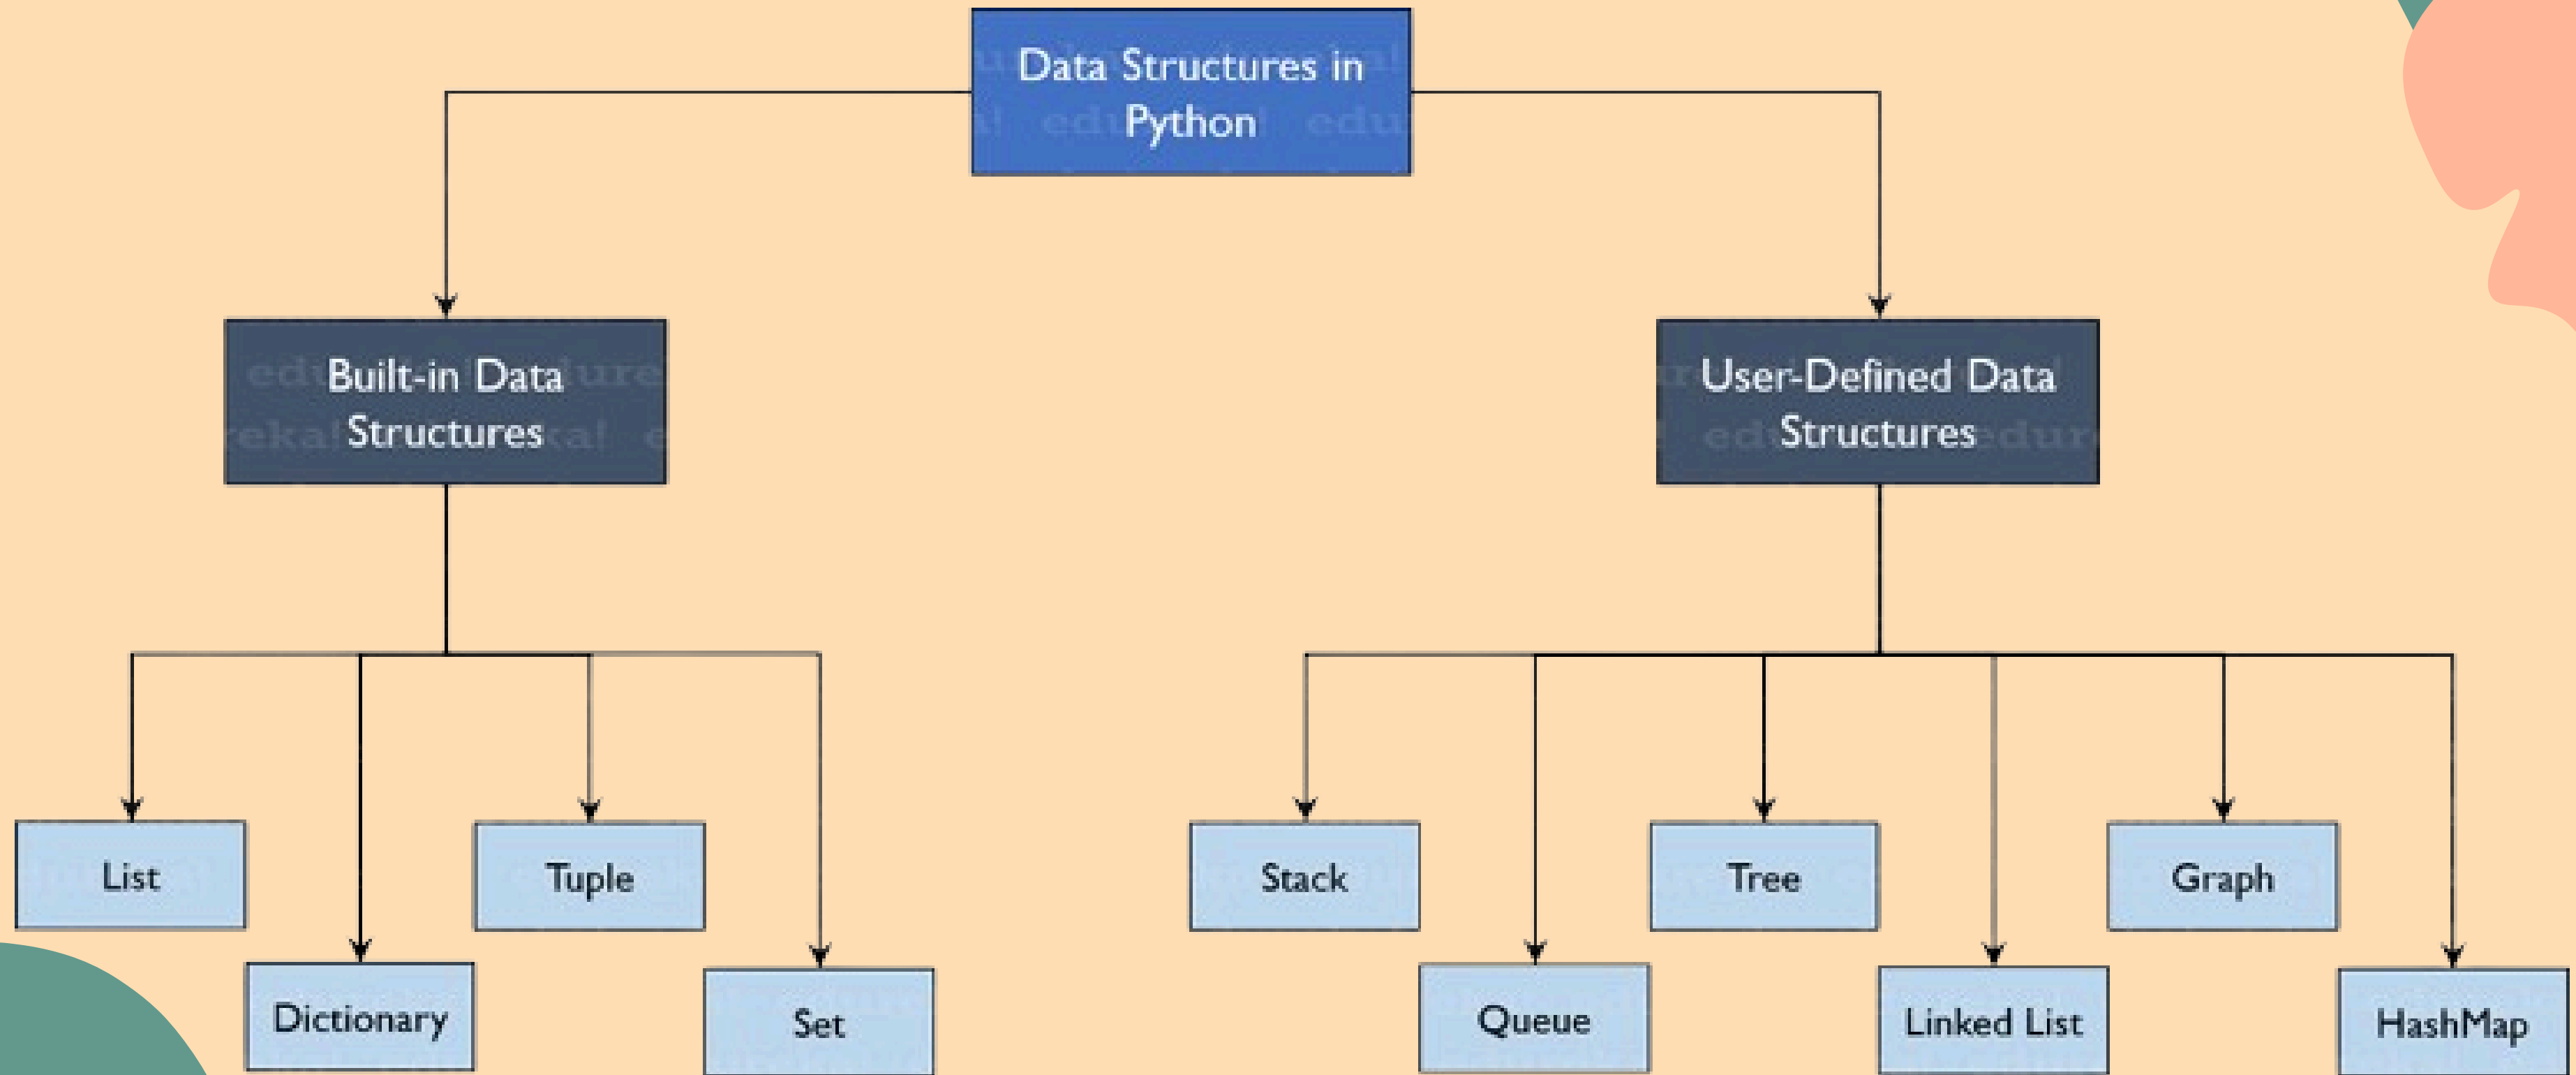 Data Structures in
Python
Built-in Data
Structures
User-Defined Data
Structures
List
Tuple
Dictionary
Set
Stack
Tree
Graph
Queue
Linked List
HashMap